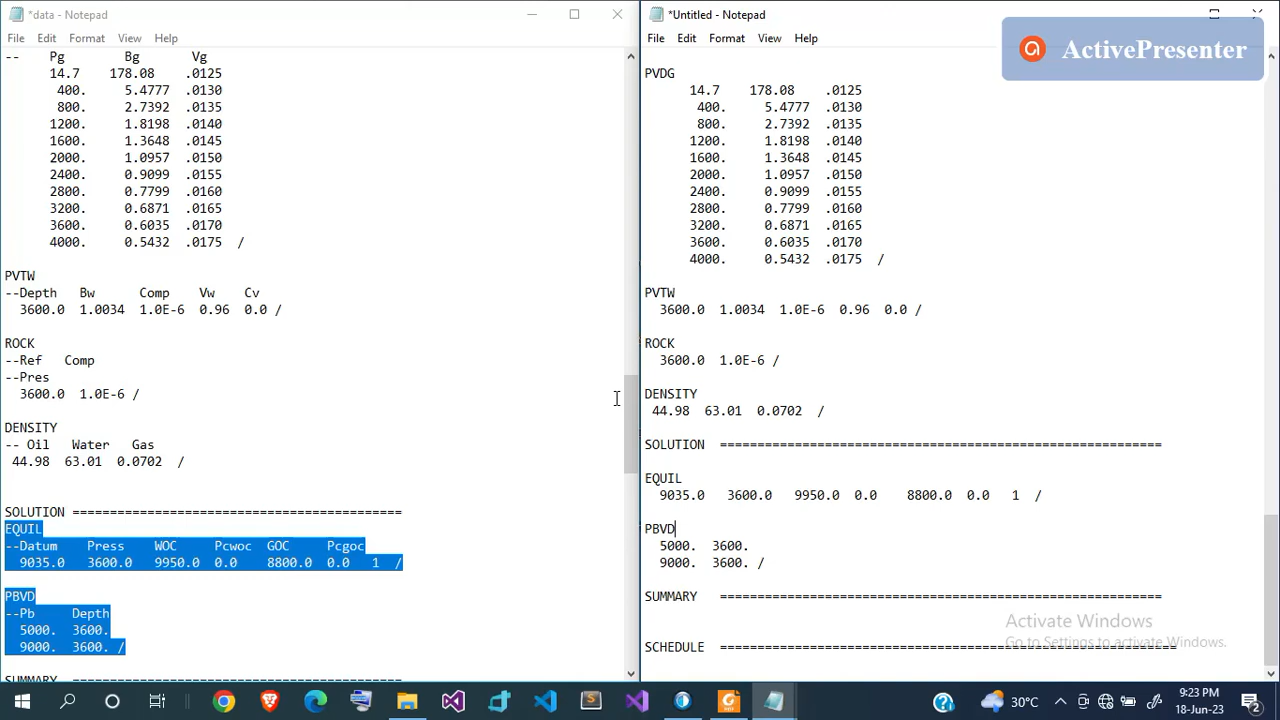 *data - Notepad
File Edit Format View Help
-- Pg Bg Vg
14.7 178.08 .0125
400. 5.4777 .0130
800. 2.7392 .0135
1200. 1.8198 .0140
1600. 1.3648 .0145
2000. 1.0957 .0150
2400. 0.9099 .0155
2800. 0.7799 .0160
3200. 0.6871 .0165
3600. 0.6035 .0170
4000. 0.5432 .0175 /
PVTW
--Depth Bw Comp Vw Cv
3600.0 1.0034 1.0E-6 0.96 0.0 /
ROCK
--Ref Comp
--Pres
3600.0 1.0E-6 /
DENSITY
-- Oil Water Gas
44.98 63.01 0.0702 /
SOLUTION ============================================
EQUIL
--Datum Press WOC Pcwoc GOC Pcgoc
9035.0 3600.0 9950.0 0.0 8800.0 0.0 1 /
PBVD
--Pb Depth
5000. 3600.
9000. 3600. /
SUMMARY ============================================
*Untitled - Notepad
File Edit Format View Help
ActivePresenter
PVDG
14.7 178.08 .0125
400. 5.4777 .0130
800. 2.7392 .0135
1200. 1.8198 .0140
1600. 1.3648 .0145
2000. 1.0957 .0150
2400. 0.9099 .0155
2800. 0.7799 .0160
3200. 0.6871 .0165
3600. 0.6035 .0170
4000. 0.5432 .0175 /
PVTW
3600.0 1.0034 1.0E-6 0.96 0.0 /
ROCK
3600.0 1.0E-6 /
DENSITY
44.98 63.01 0.0702 /
SOLUTION ===========================================================
EQUIL
9035.0 3600.0 9950.0 0.0 8800.0 0.0 1 /
PBVD
5000. 3600.
9000. 3600. /
SUMMARY ===========================================================
SCHEDULE =============================================================
Activate Windows
Go to Settings to activate Windows.
30°C
9:23 PM
18-Jun-23
2